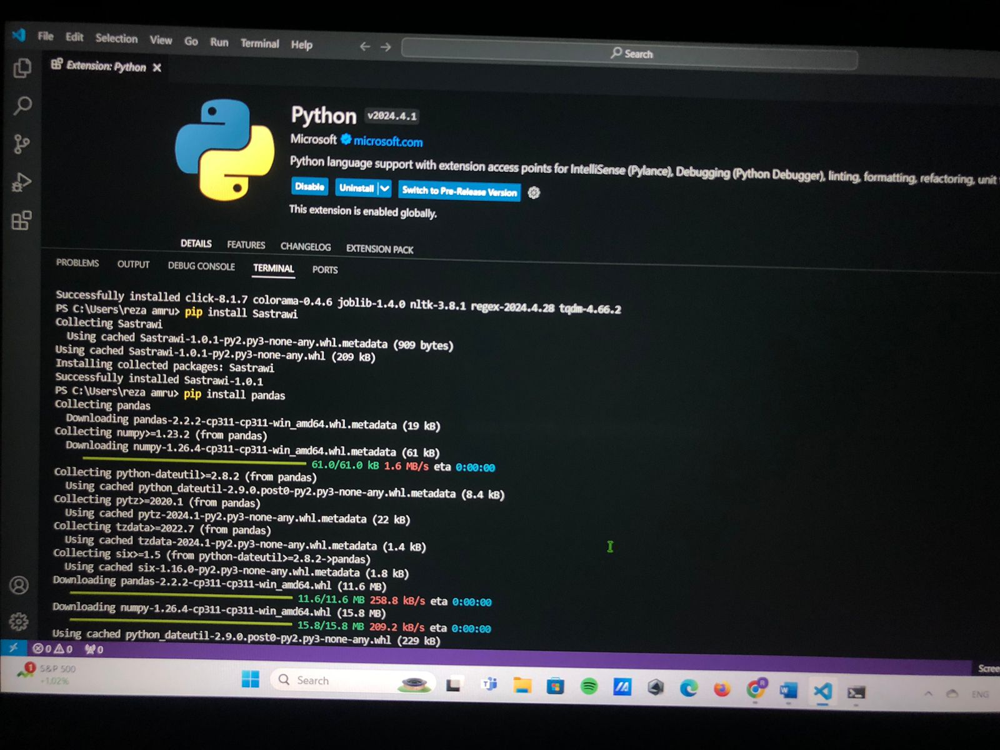 File Edit Selection View Go Run Terminal Help
Search
Extension: Python
Python v2024.4.1
Microsoft microsoft.com
Python language support with extension access points for IntelliSense (Pylance), Debugging (Python Debugger), linting, formatting, refactoring, unit
Disable Uninstall Switch to Pre-Release Version
This extension is enabled globally.
DETAILS FEATURES CHANGELOG EXTENSION PACK
PROBLEMS OUTPUT DEBUG CONSOLE TERMINAL PORTS
Successfully installed click-8.1.7 colorama-0.4.6 joblib-1.4.0 nltk-3.8.1 regex-2024.4.28 tqdm-4.66.2
PS C:\Users\reza amru> pip install Sastrawi
Collecting Sastrawi
Using cached Sastrawi-1.0.1-py2.py3-none-any.whl.metadata (909 bytes)
Using cached Sastrawi-1.0.1-py2.py3-none-any.whl (209 kB)
Installing collected packages: Sastrawi
Successfully installed Sastrawi-1.0.1
PS C:\Users\reza amru> pip install pandas
Collecting pandas
Downloading pandas-2.2.2-cp311-cp311-win_amd64.whl.metadata (19 kB)
Collecting numpy>=1.23.2 (from pandas)
Downloading numpy-1.26.4-cp311-cp311-win_amd64.whl.metadata (61 kB)
61.0/61.0 kB 1.6 MB/s eta 0:00:00
Collecting python-dateutil>=2.8.2 (from pandas)
Using cached python_dateutil-2.9.0.post0-py2.py3-none-any.whl.metadata (8.4 kB)
Collecting pytz>=2020.1 (from pandas)
Using cached pytz-2024.1-py2.py3-none-any.whl.metadata (22 kB)
Collecting tzdata>=2022.7 (from pandas)
Using cached tzdata-2024.1-py2.py3-none-any.whl.metadata (1.4 kB)
Collecting six>=1.5 (from python-dateutil>=2.8.2->pandas)
Using cached six-1.16.0-py2.py3-none-any.whl.metadata (1.8 kB)
Downloading pandas-2.2.2-cp311-cp311-win_amd64.whl (11.6 MB)
11.6/11.6 MB 258.8 kB/s eta 0:00:00
Downloading numpy-1.26.4-cp311-cp311-win_amd64.whl (15.8 MB)
15.8/15.8 MB 209.2 kB/s eta 0:00:00
Using cached python_dateutil-2.9.0.post0-py2.py3-none-any.whl (229 kB)
0 0 0
Scree
1 S&P 500
+1.02%
Search
ENG